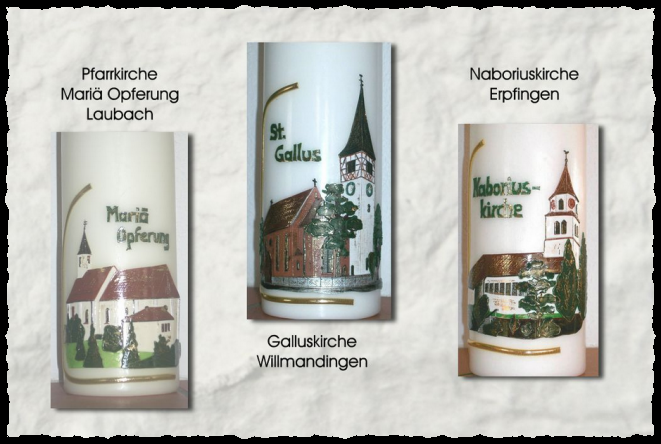 Pfarrkirche
Mariä Opferung
Laubach
Mariä
Opferung
St.
Gallus
Galluskirche
Willmandingen
Naboriuskirche
Erpfingen
Naborius-
kirche